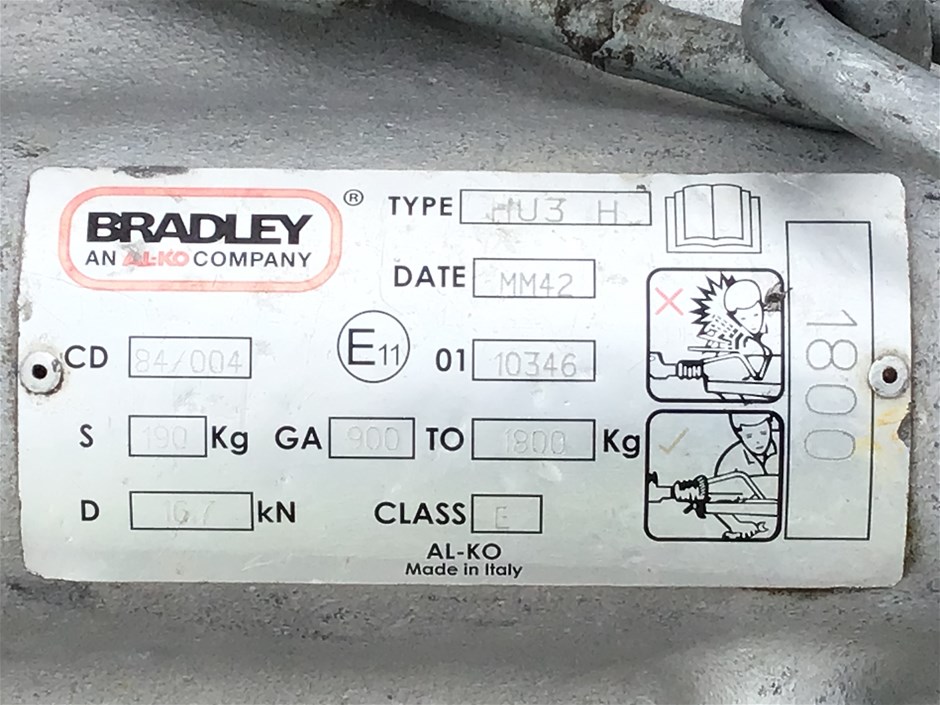 BRADLEY ®
AN AL-KO COMPANY
TYPE HU3 H
DATE MM42
CD 84/004
E11 01 10346
S 190 Kg GA 900 TO 1800 Kg
D 16.7 kN CLASS E
AL-KO
Made in Italy
1800